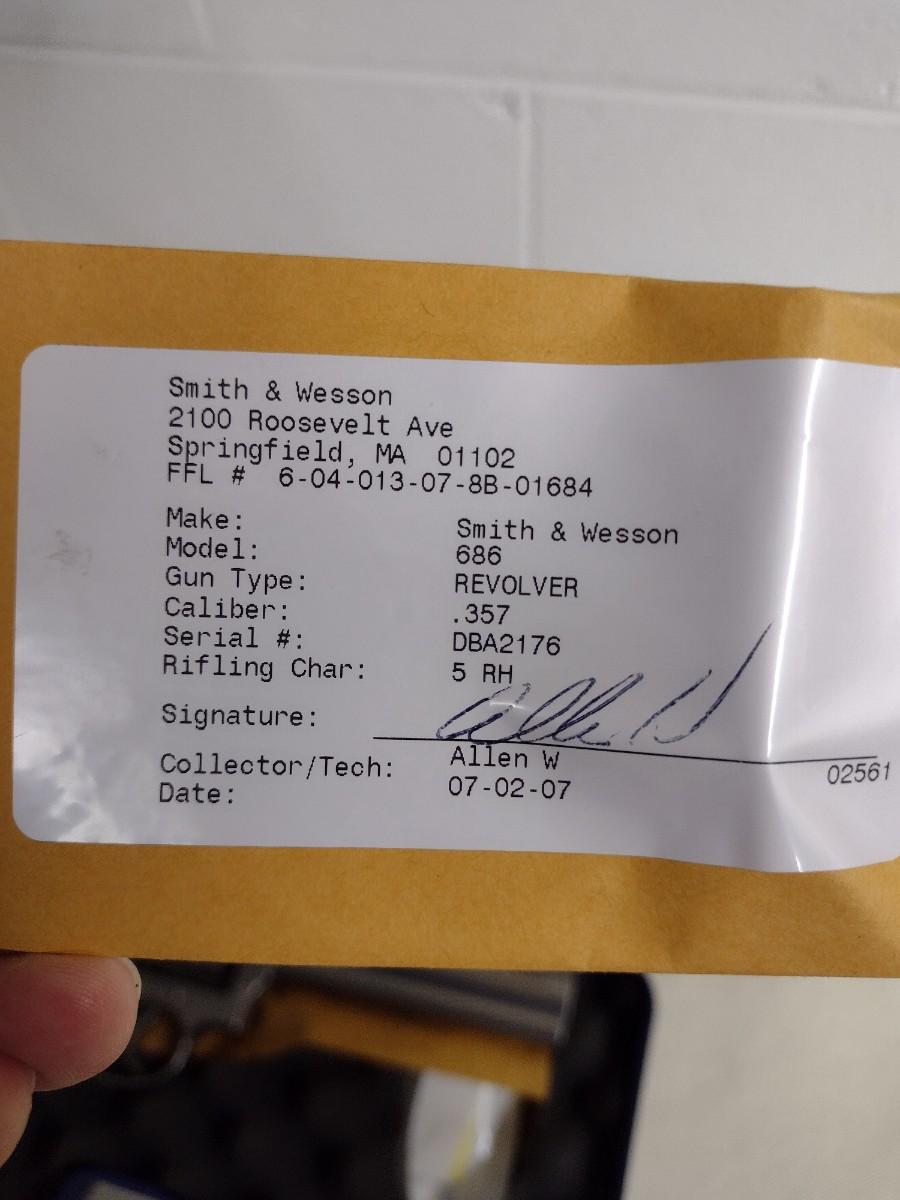 Smith & Wesson
2100 Roosevelt Ave
Springfield, MA 01102
FFL # 6-04-013-07-8B-01684
Make: Smith & Wesson
Model: 686
Gun Type: REVOLVER
Caliber: .357
Serial #: DBA2176
Rifling Char: 5 RH
Signature: Allen W
Collector/Tech: Allen W 02561
Date: 07-02-07